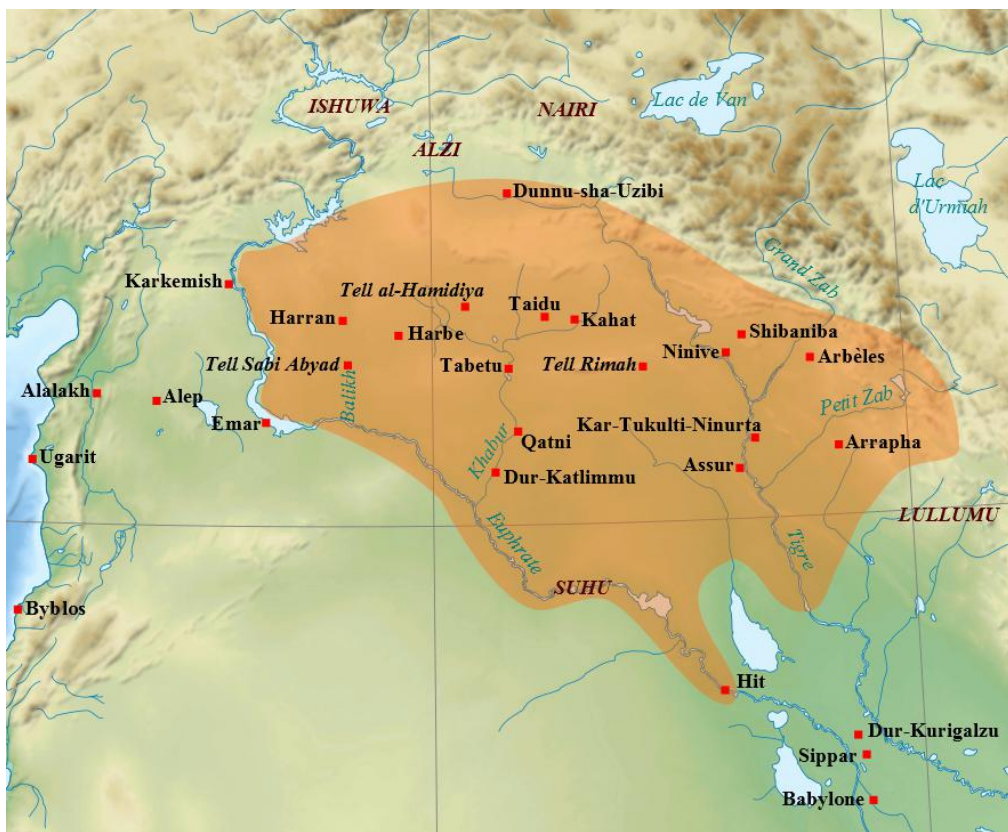 ISHUWA
NAIRI
Lac de Van
ALZI
Dunnu-sha-Uzibi
Lac
d'Urmiah
Grand Zab
Karkemish
Tell al-Hamidiya
Taidu
Kahat
Harran
Harbe
Shibaniba
Ninive
Arbèles
Tell Sabi Abyad
Tabetu
Tell Rimah
Balikh
Alalakh
Alep
Petit Zab
Emar
Kar-Tukulti-Ninurta
Qatni
Khabur
Arrapha
Ugarit
Assur
Dur-Katlimmu
LULLUMU
Euphrate
Tigre
SUHU
Byblos
Hit
Dur-Kurigalzu
Sippar
Babylone